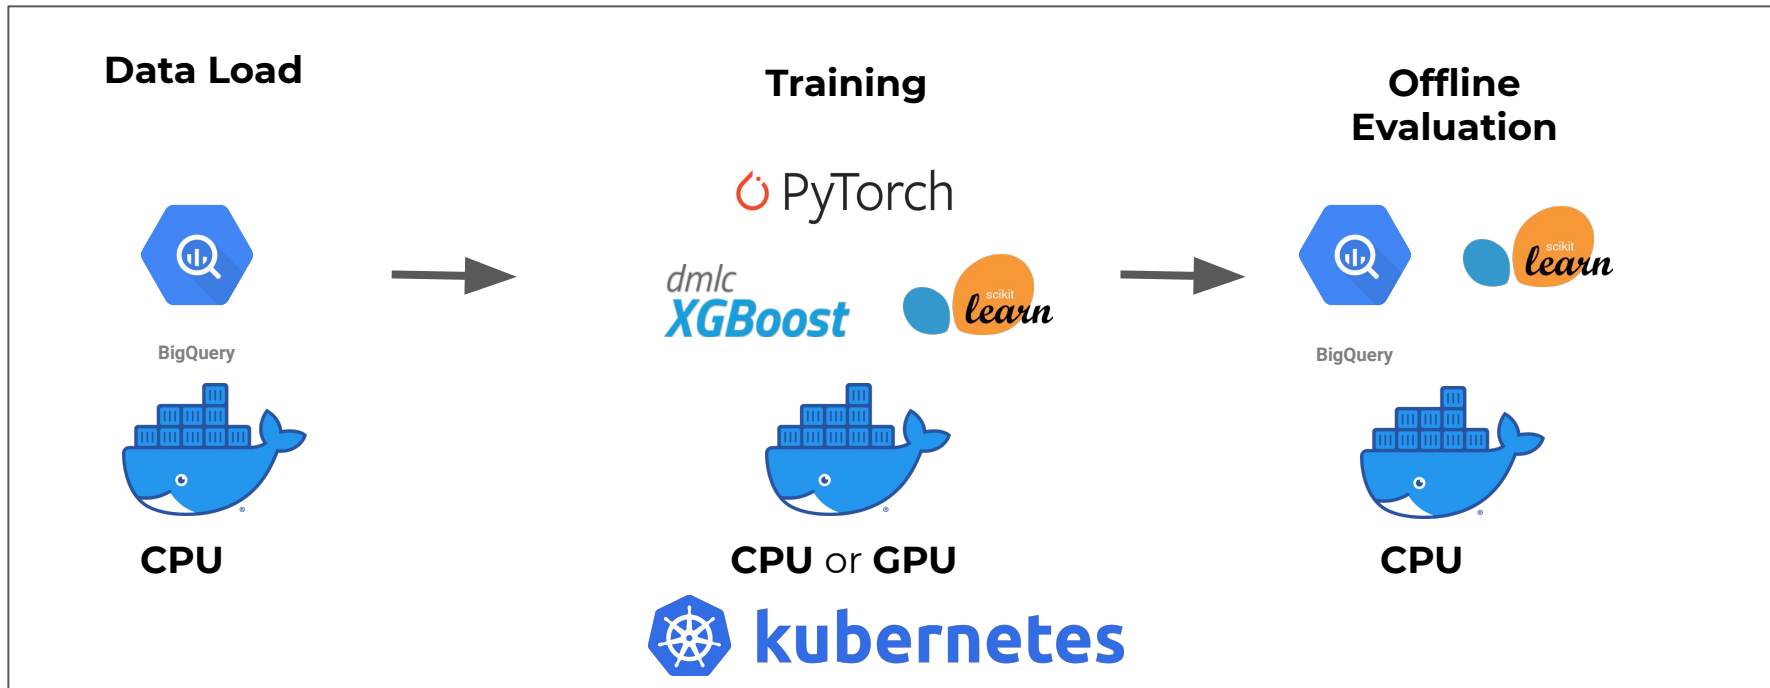 Data Load
Training
Offline
Evaluation
PyTorch
dmlc
XGBoost
scikit
learn
scikit
learn
BigQuery
BigQuery
CPU
CPU or GPU
CPU
kubernetes